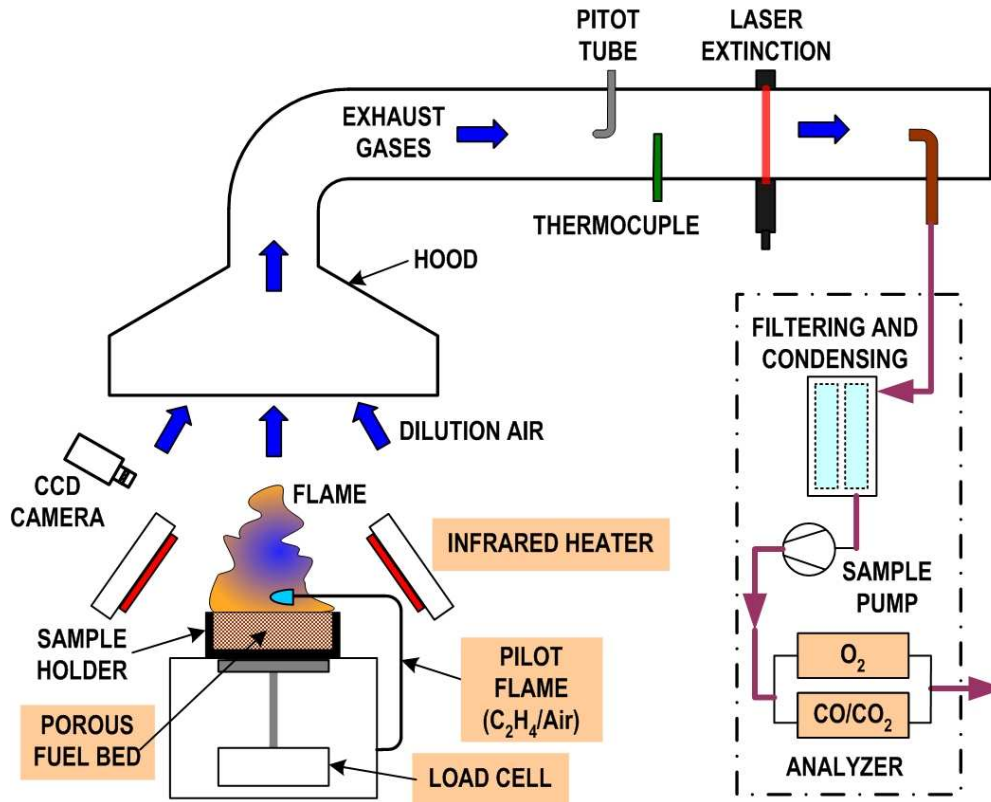 PITOT
TUBE
LASER
EXTINCTION
EXHAUST
GASES
THERMOCUPLE
HOOD
FILTERING AND
CONDENSING
DILUTION AIR
CCD
CAMERA
FLAME
INFRARED HEATER
SAMPLE
PUMP
SAMPLE
HOLDER
PILOT
FLAME
(C₂H₄/Air)
O₂
CO/CO₂
POROUS
FUEL BED
LOAD CELL
ANALYZER